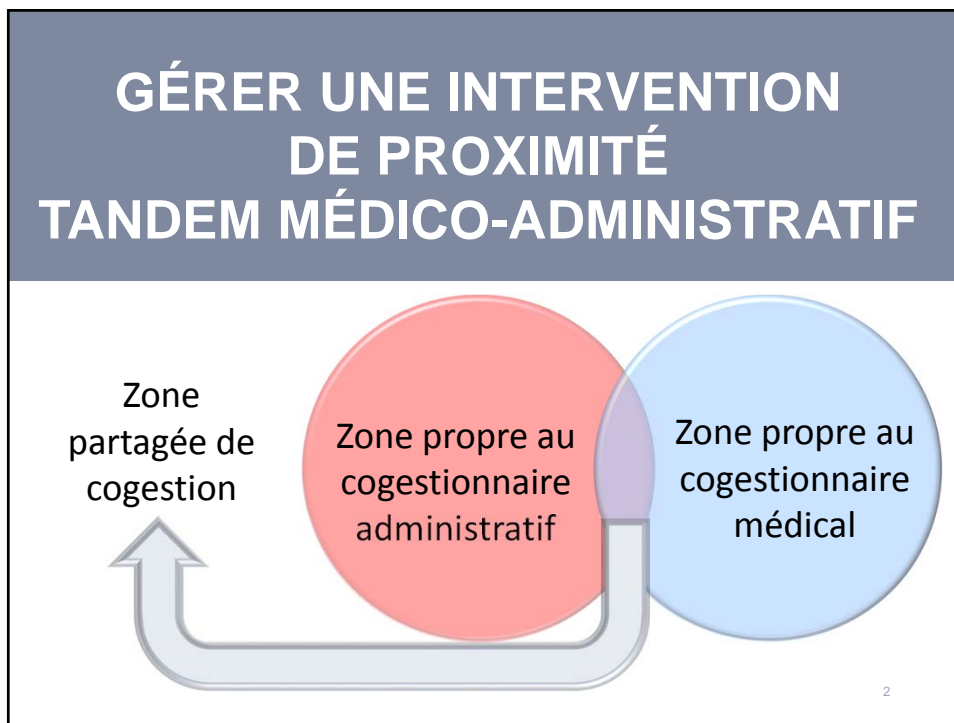 GÉRER UNE INTERVENTION
DE PROXIMITÉ
TANDEM MÉDICO-ADMINISTRATIF
Zone
partagée de
cogestion
Zone propre au
cogestionnaire
administratif
Zone propre au
cogestionnaire
médical
2